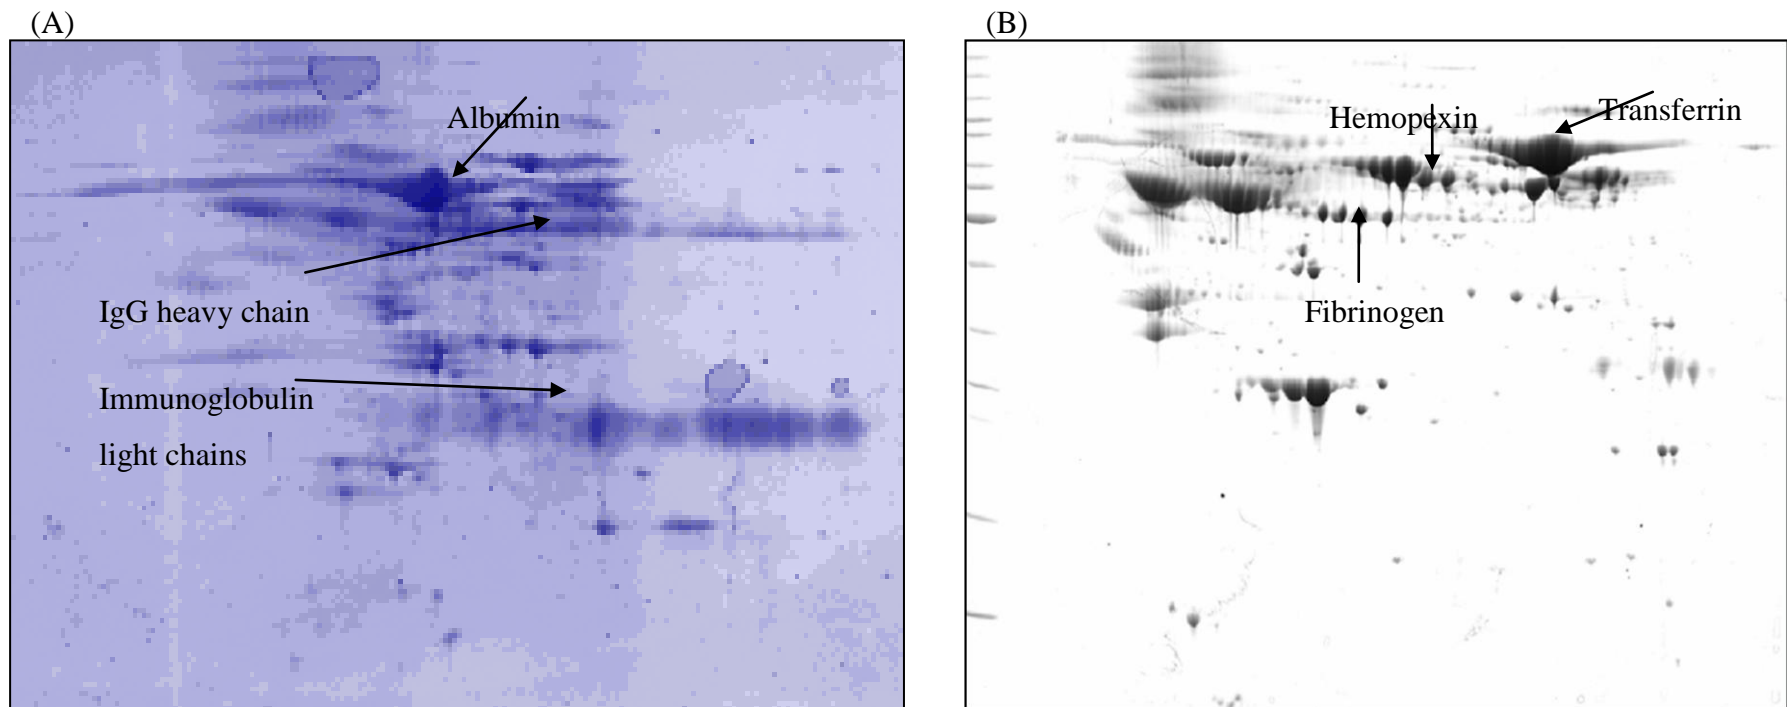 (A)
Albumin
IgG heavy chain
Immunoglobulin
light chains
(B)
Hemopexin
Transferrin
Fibrinogen